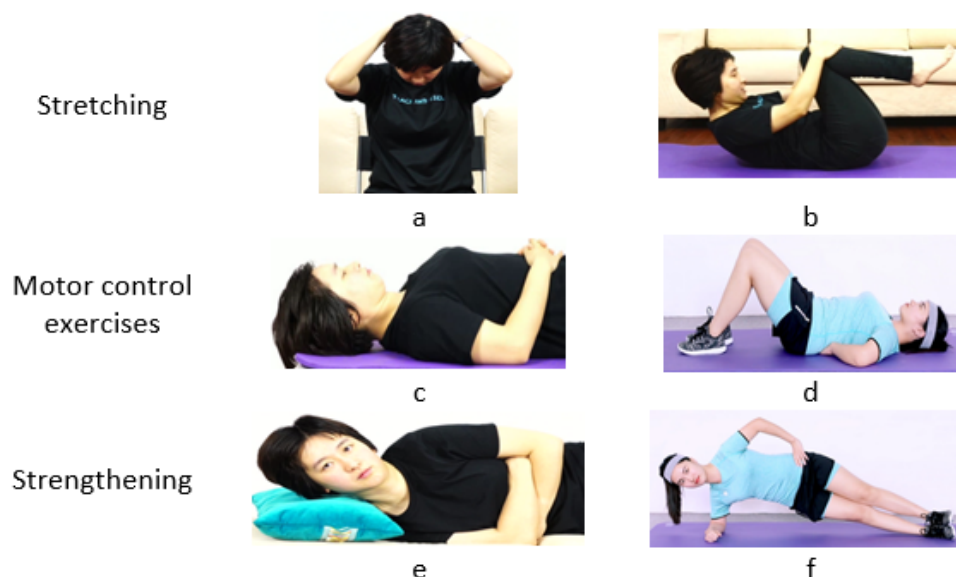 Stretching
a
b
Motor control
exercises
c
d
Strengthening
e
f